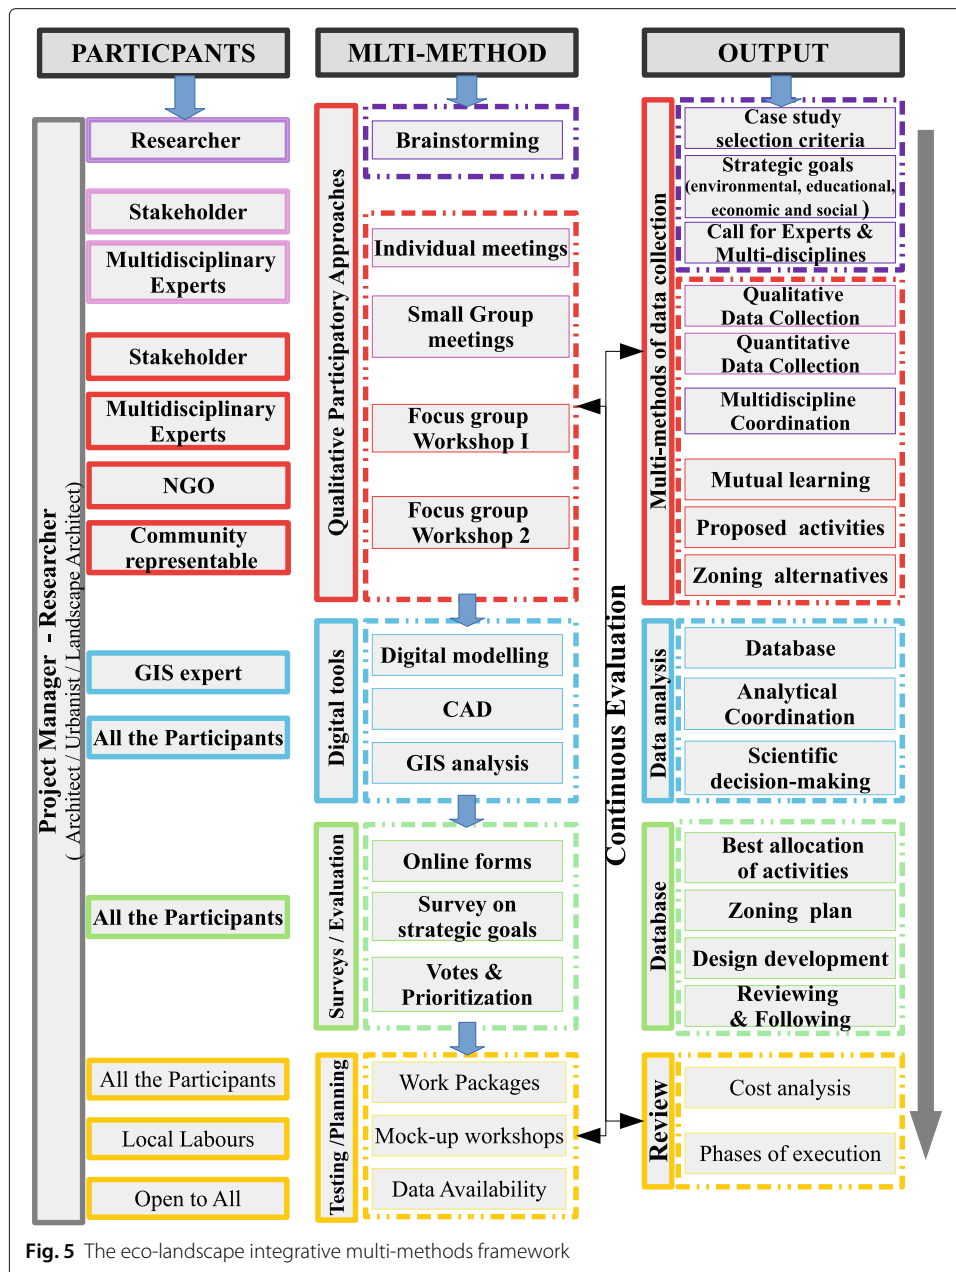 PARTICPANTS
Project Manager - Researcher
( Architect / Urbanist / Landscape Architect)
Researcher
Stakeholder
Multidisciplinary
Experts
Stakeholder
Multidisciplinary
Experts
NGO
Community
representable
GIS expert
All the Participants
All the Participants
All the Participants
Local Labours
Open to All
MLTI-METHOD
Qualitative Participatory Approaches
Brainstorming
Individual meetings
Small Group
meetings
Focus group
Workshop I
Focus group
Workshop 2
Digital tools
Digital modelling
CAD
GIS analysis
Surveys / Evaluation
Online forms
Survey on
strategic goals
Votes &
Prioritization
Testing /Planning
Work Packages
Mock-up workshops
Data Availability
Continuous Evaluation
OUTPUT
Multi-methods of data collection
Case study
selection criteria
Strategic goals
(environmental, educational,
economic and social )
Call for Experts &
Multi-disciplines
Qualitative
Data Collection
Quantitative
Data Collection
Multidiscipline
Coordination
Mutual learning
Proposed activities
Zoning alternatives
Data analysis
Database
Analytical
Coordination
Scientific
decision-making
Database
Best allocation
of activities
Zoning plan
Design development
Reviewing
& Following
Review
Cost analysis
Phases of execution
Fig. 5 The eco-landscape integrative multi-methods framework